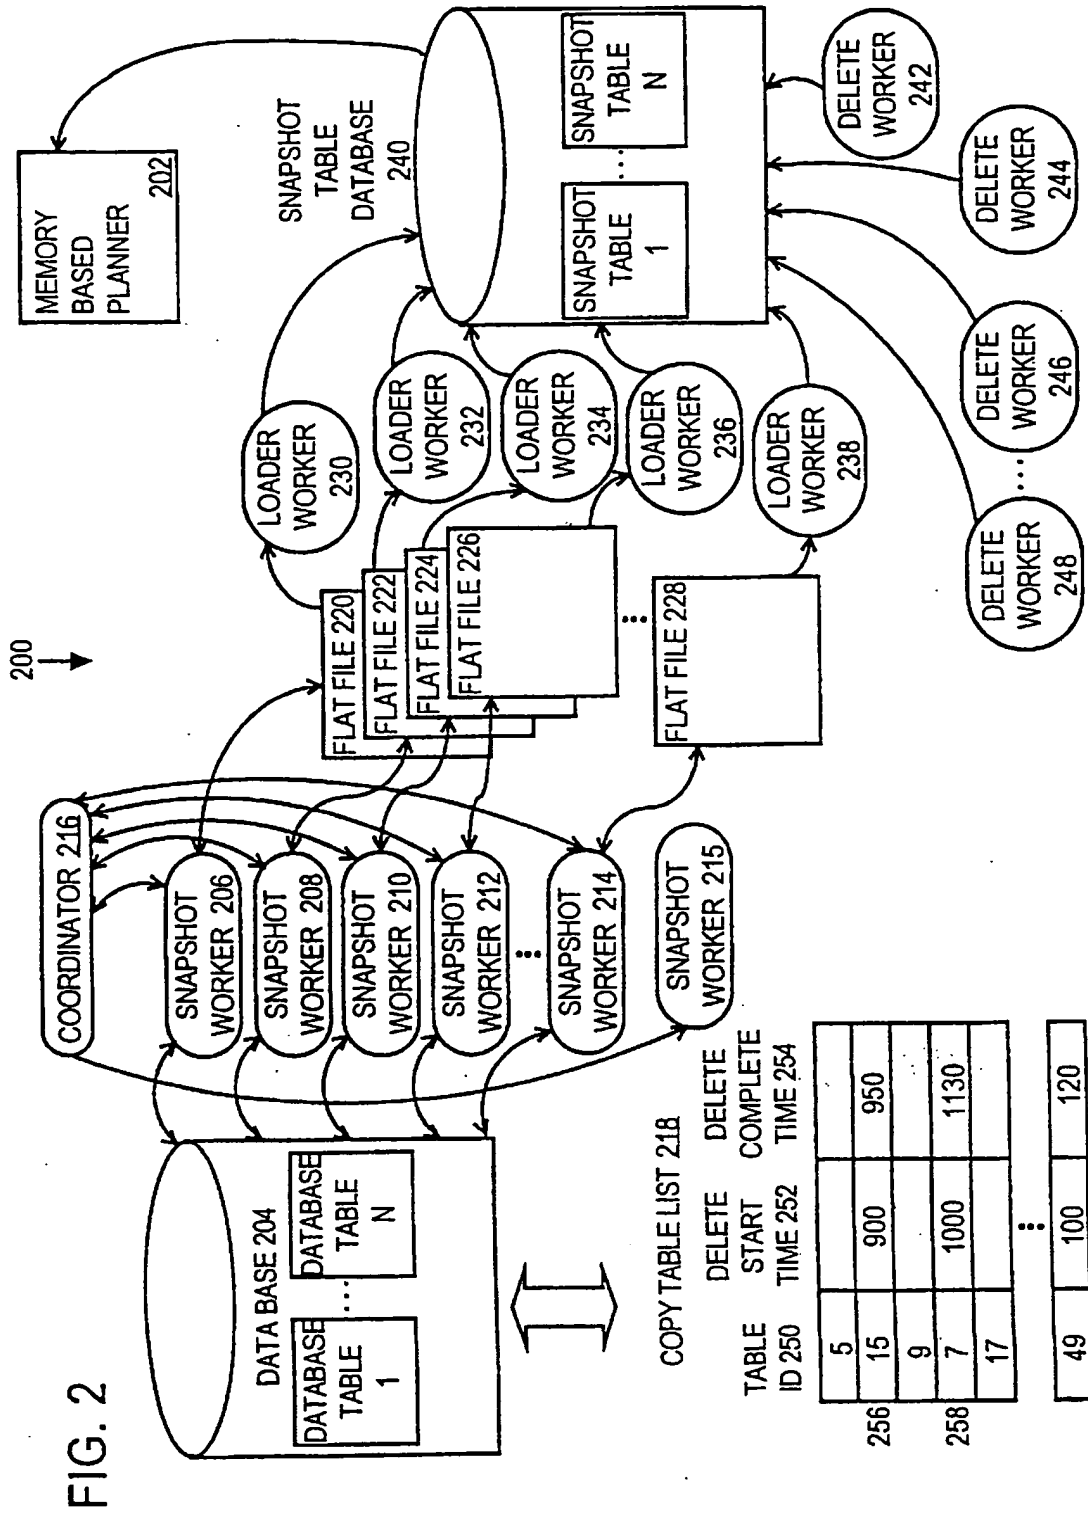 FIG. 2
200
COORDINATOR 216
MEMORY
BASED
PLANNER
202
DATA BASE 204
DATABASE
TABLE
1
....
DATABASE
TABLE
N
SNAPSHOT
WORKER 206
SNAPSHOT
WORKER 208
SNAPSHOT
WORKER 210
SNAPSHOT
WORKER 212
...
SNAPSHOT
WORKER 214
SNAPSHOT
WORKER 215
FLAT FILE 220
FLAT FILE 222
FLAT FILE 224
FLAT FILE 226
...
FLAT FILE 228
LOADER
WORKER
230
LOADER
WORKER
232
LOADER
WORKER
234
LOADER
WORKER
236
LOADER
WORKER
238
SNAPSHOT
TABLE
DATABASE
240
SNAPSHOT
TABLE
1
....
SNAPSHOT
TABLE
N
DELETE
WORKER
242
DELETE
WORKER
244
DELETE
WORKER
246
....
DELETE
WORKER
248
COPY TABLE LIST 218
TABLE
ID 250
DELETE
START
TIME 252
DELETE
COMPLETE
TIME 254
5
256 15 900 950
9
258 7 1000 1130
17
...
49 100 120